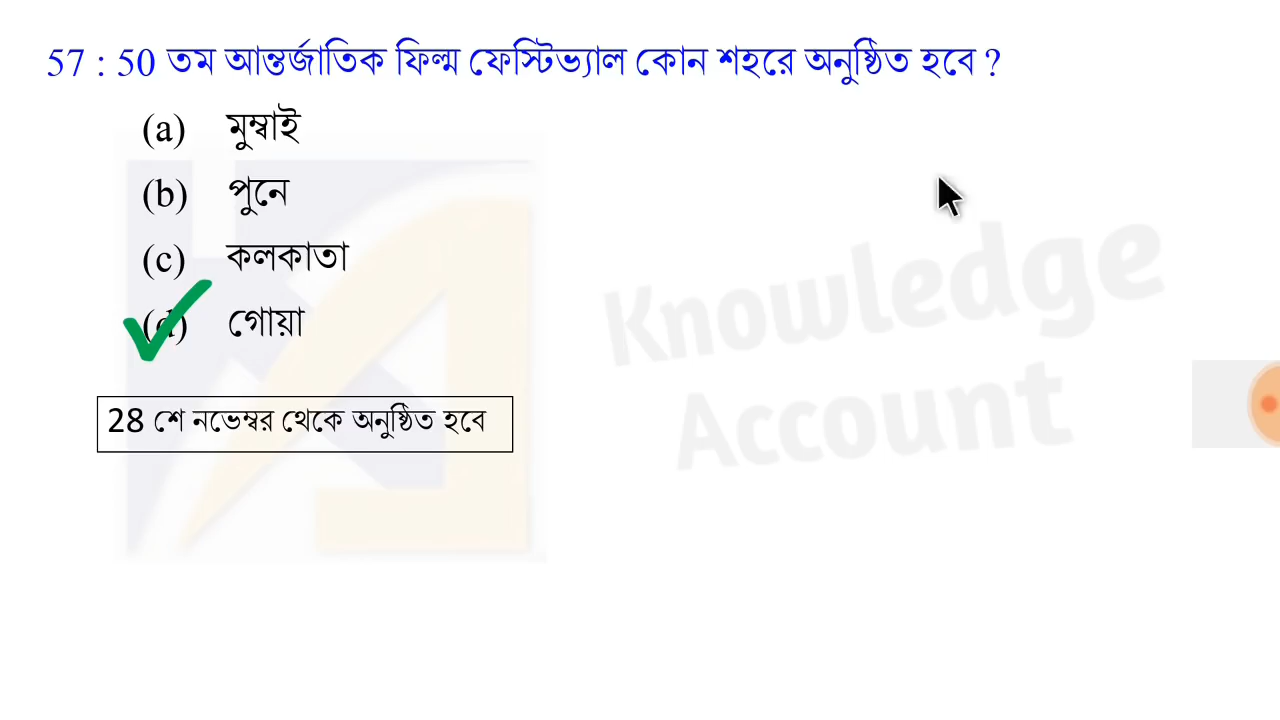 57 : 50 তম আন্তর্জাতিক ফিল্ম ফেস্টিভ্যাল কোন শহরে অনুষ্ঠিত হবে ?
(a) মুম্বাই
(b) পুনে
(c) কলকাতা
(d) গোয়া
28 শে নভেম্বর থেকে অনুষ্ঠিত হবে
Knowledge
Account